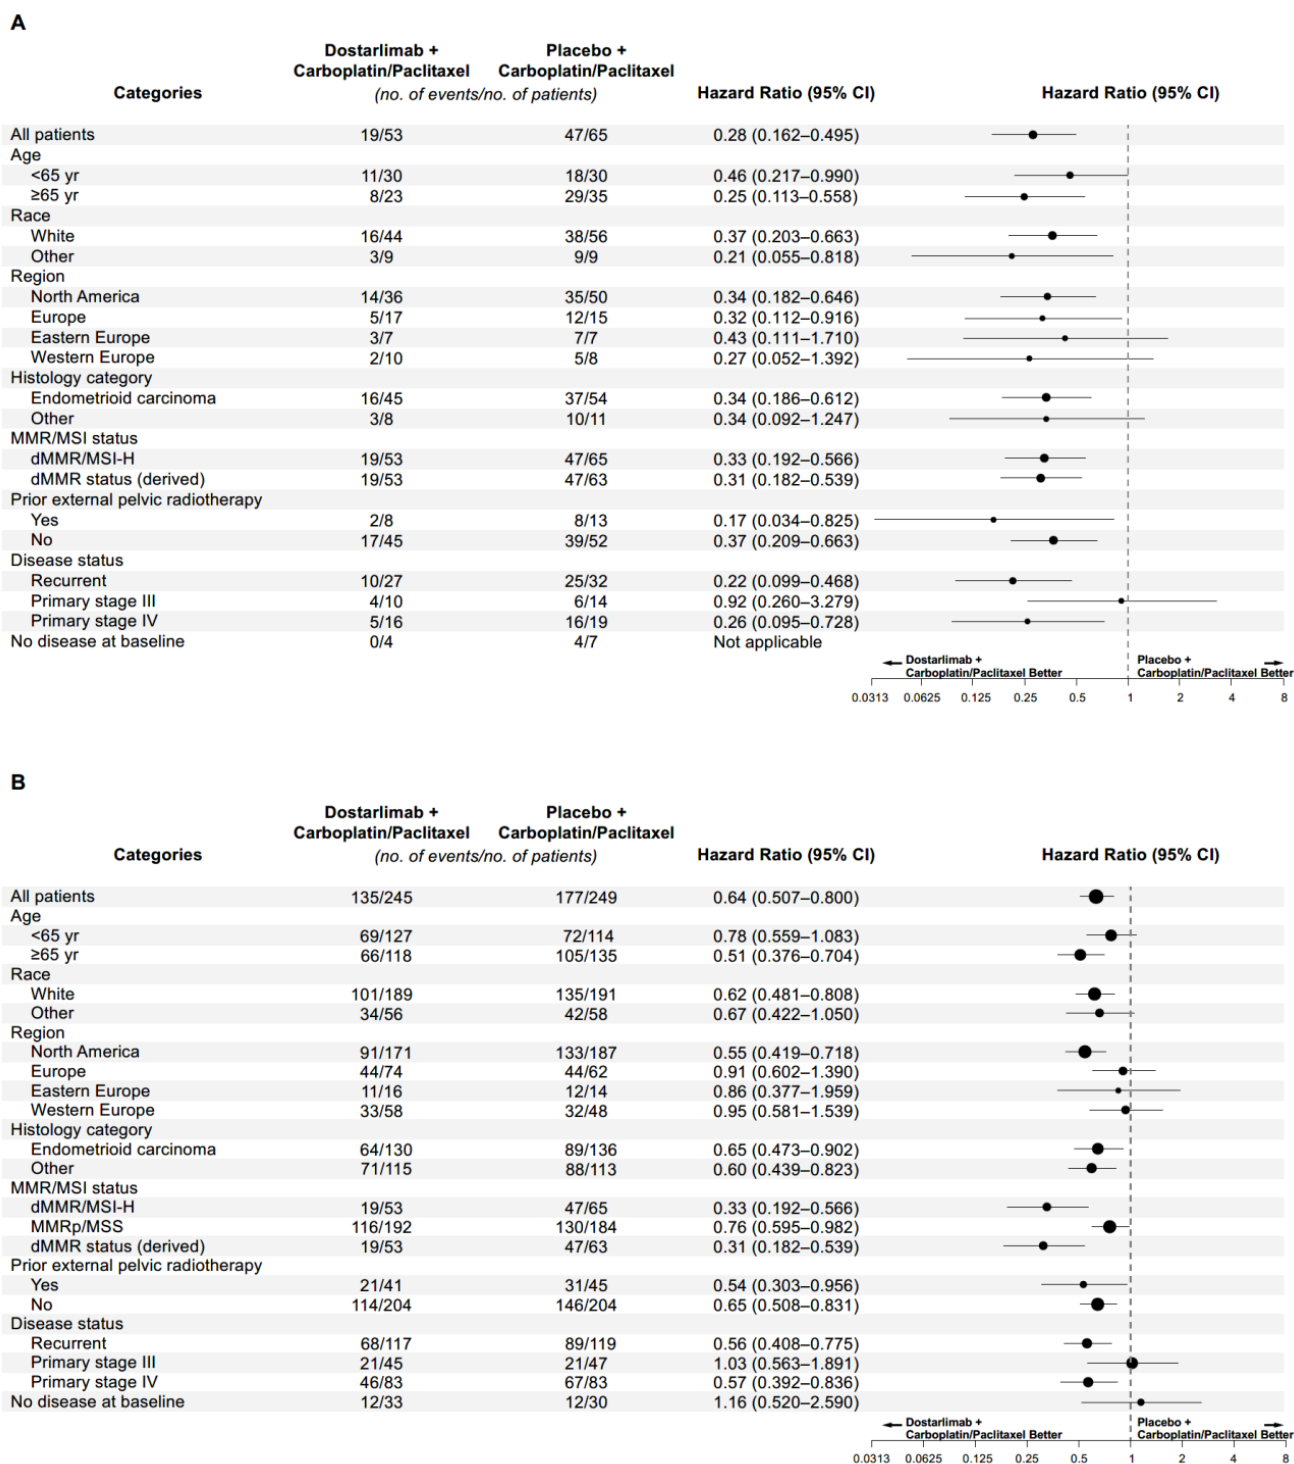 A
Dostarlimab + Placebo +
Carboplatin/Paclitaxel Carboplatin/Paclitaxel
Categories (no. of events/no. of patients) Hazard Ratio (95% CI) Hazard Ratio (95% CI)
All patients 19/53 47/65 0.28 (0.162–0.495)
Age
<65 yr 11/30 18/30 0.46 (0.217–0.990)
≥65 yr 8/23 29/35 0.25 (0.113–0.558)
Race
White 16/44 38/56 0.37 (0.203–0.663)
Other 3/9 9/9 0.21 (0.055–0.818)
Region
North America 14/36 35/50 0.34 (0.182–0.646)
Europe 5/17 12/15 0.32 (0.112–0.916)
Eastern Europe 3/7 7/7 0.43 (0.111–1.710)
Western Europe 2/10 5/8 0.27 (0.052–1.392)
Histology category
Endometrioid carcinoma 16/45 37/54 0.34 (0.186–0.612)
Other 3/8 10/11 0.34 (0.092–1.247)
MMR/MSI status
dMMR/MSI-H 19/53 47/65 0.33 (0.192–0.566)
dMMR status (derived) 19/53 47/63 0.31 (0.182–0.539)
Prior external pelvic radiotherapy
Yes 2/8 8/13 0.17 (0.034–0.825)
No 17/45 39/52 0.37 (0.209–0.663)
Disease status
Recurrent 10/27 25/32 0.22 (0.099–0.468)
Primary stage III 4/10 6/14 0.92 (0.260–3.279)
Primary stage IV 5/16 16/19 0.26 (0.095–0.728)
No disease at baseline 0/4 4/7 Not applicable
Dostarlimab + Placebo +
Carboplatin/Paclitaxel Better Carboplatin/Paclitaxel Better
0.0313 0.0625 0.125 0.25 0.5 1 2 4 8
B
Dostarlimab + Placebo +
Carboplatin/Paclitaxel Carboplatin/Paclitaxel
Categories (no. of events/no. of patients) Hazard Ratio (95% CI) Hazard Ratio (95% CI)
All patients 135/245 177/249 0.64 (0.507–0.800)
Age
<65 yr 69/127 72/114 0.78 (0.559–1.083)
≥65 yr 66/118 105/135 0.51 (0.376–0.704)
Race
White 101/189 135/191 0.62 (0.481–0.808)
Other 34/56 42/58 0.67 (0.422–1.050)
Region
North America 91/171 133/187 0.55 (0.419–0.718)
Europe 44/74 44/62 0.91 (0.602–1.390)
Eastern Europe 11/16 12/14 0.86 (0.377–1.959)
Western Europe 33/58 32/48 0.95 (0.581–1.539)
Histology category
Endometrioid carcinoma 64/130 89/136 0.65 (0.473–0.902)
Other 71/115 88/113 0.60 (0.439–0.823)
MMR/MSI status
dMMR/MSI-H 19/53 47/65 0.33 (0.192–0.566)
MMRp/MSS 116/192 130/184 0.76 (0.595–0.982)
dMMR status (derived) 19/53 47/63 0.31 (0.182–0.539)
Prior external pelvic radiotherapy
Yes 21/41 31/45 0.54 (0.303–0.956)
No 114/204 146/204 0.65 (0.508–0.831)
Disease status
Recurrent 68/117 89/119 0.56 (0.408–0.775)
Primary stage III 21/45 21/47 1.03 (0.563–1.891)
Primary stage IV 46/83 67/83 0.57 (0.392–0.836)
No disease at baseline 12/33 12/30 1.16 (0.520–2.590)
Dostarlimab + Placebo +
Carboplatin/Paclitaxel Better Carboplatin/Paclitaxel Better
0.0313 0.0625 0.125 0.25 0.5 1 2 4 8